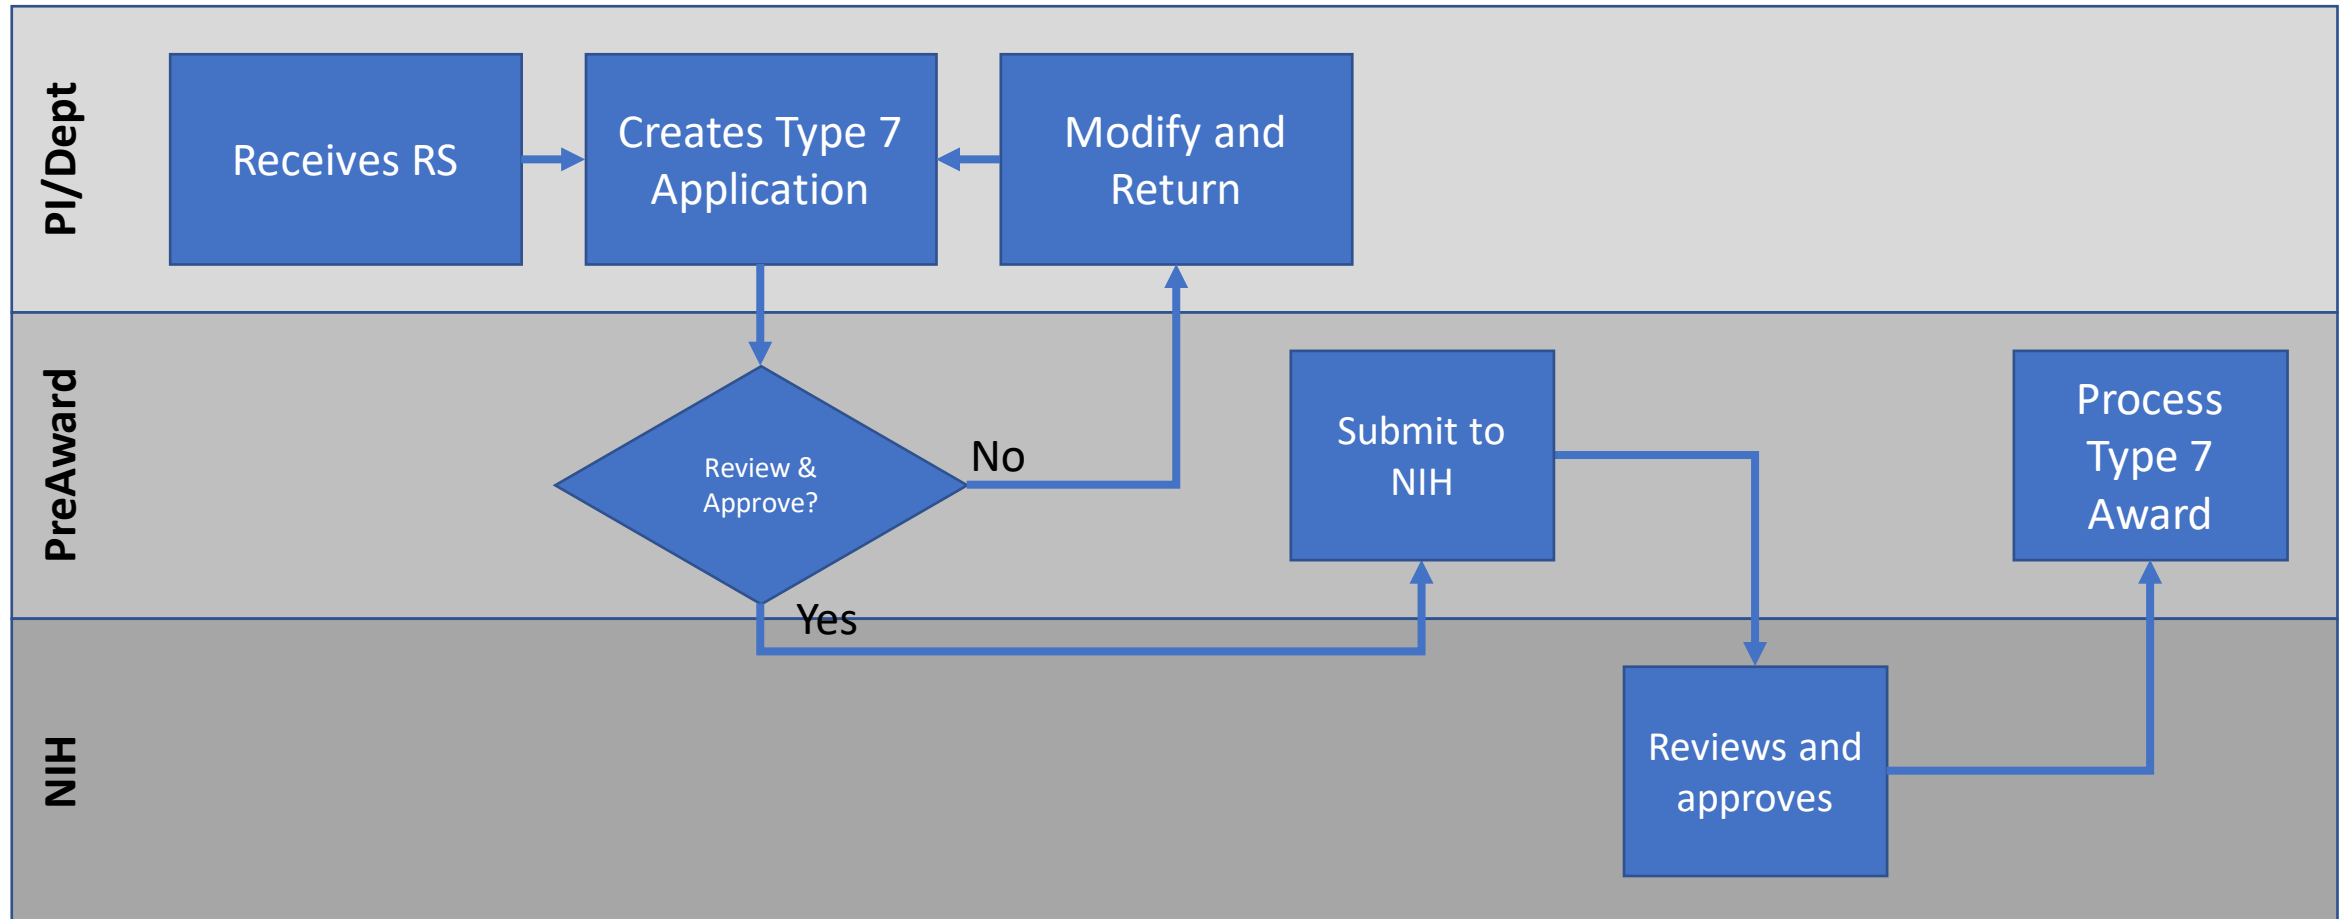 PI/Dept
Receives RS
Creates Type 7
Application
Modify and
Return
PreAward
Review &
Approve?
No
Yes
Submit to
NIH
Process
Type 7
Award
NIH
Reviews and
approves